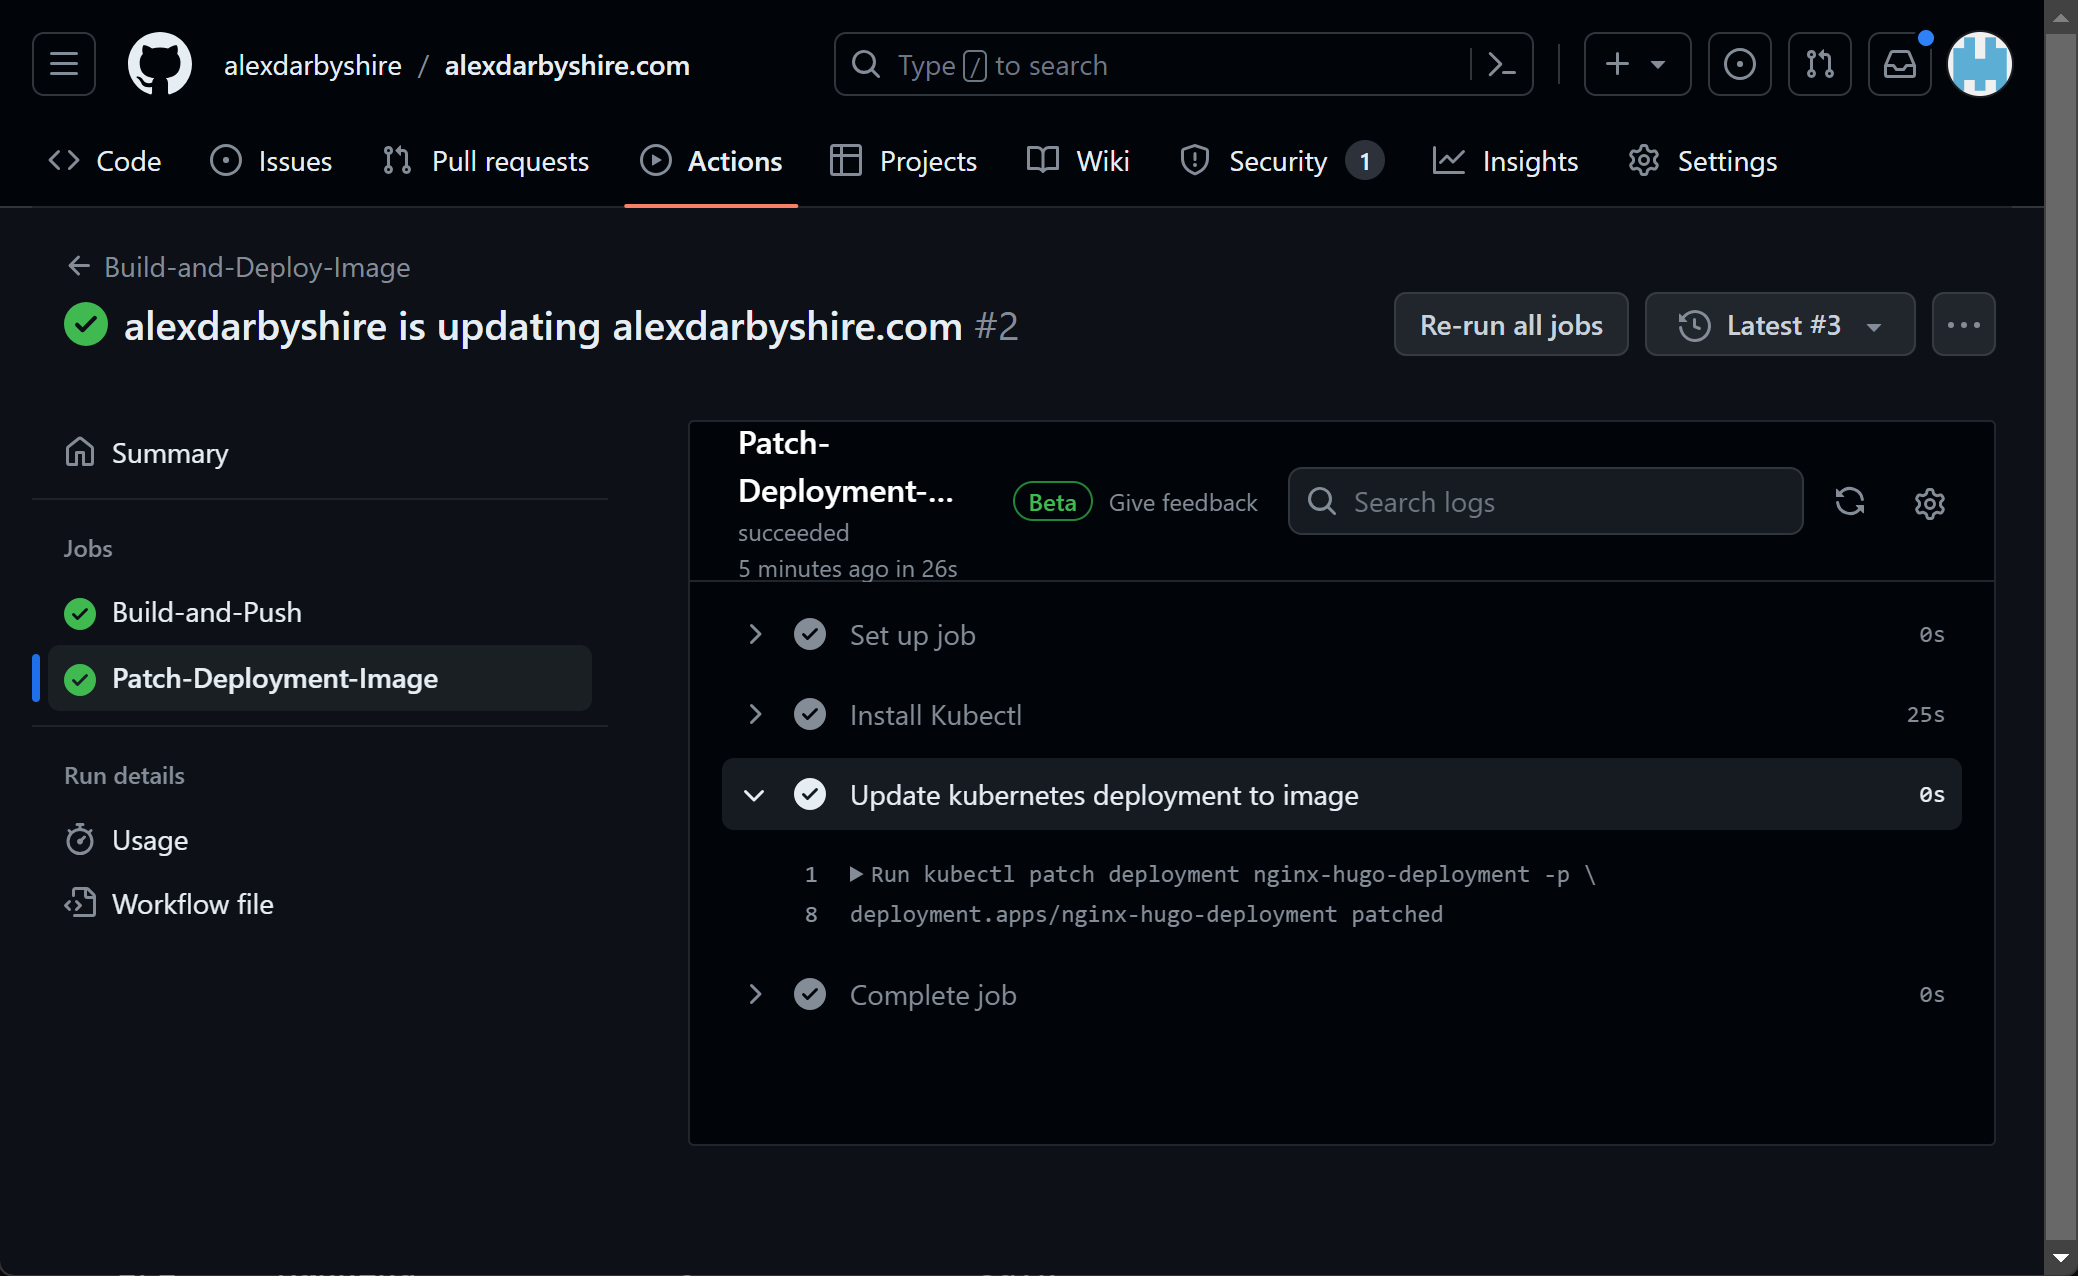 alexdarbyshire / alexdarbyshire.com
Type / to search
Code Issues Pull requests Actions Projects Wiki Security 1 Insights Settings
Build-and-Deploy-Image
alexdarbyshire is updating alexdarbyshire.com #2
Re-run all jobs
Latest #3
Summary
Jobs
Build-and-Push
Patch-Deployment-Image
Run details
Usage
Workflow file
Patch-
Deployment-...
succeeded
5 minutes ago in 26s
Beta
Give feedback
Search logs
Set up job 0s
Install Kubectl 25s
Update kubernetes deployment to image 0s
1 Run kubectl patch deployment nginx-hugo-deployment -p \
8 deployment.apps/nginx-hugo-deployment patched
Complete job 0s